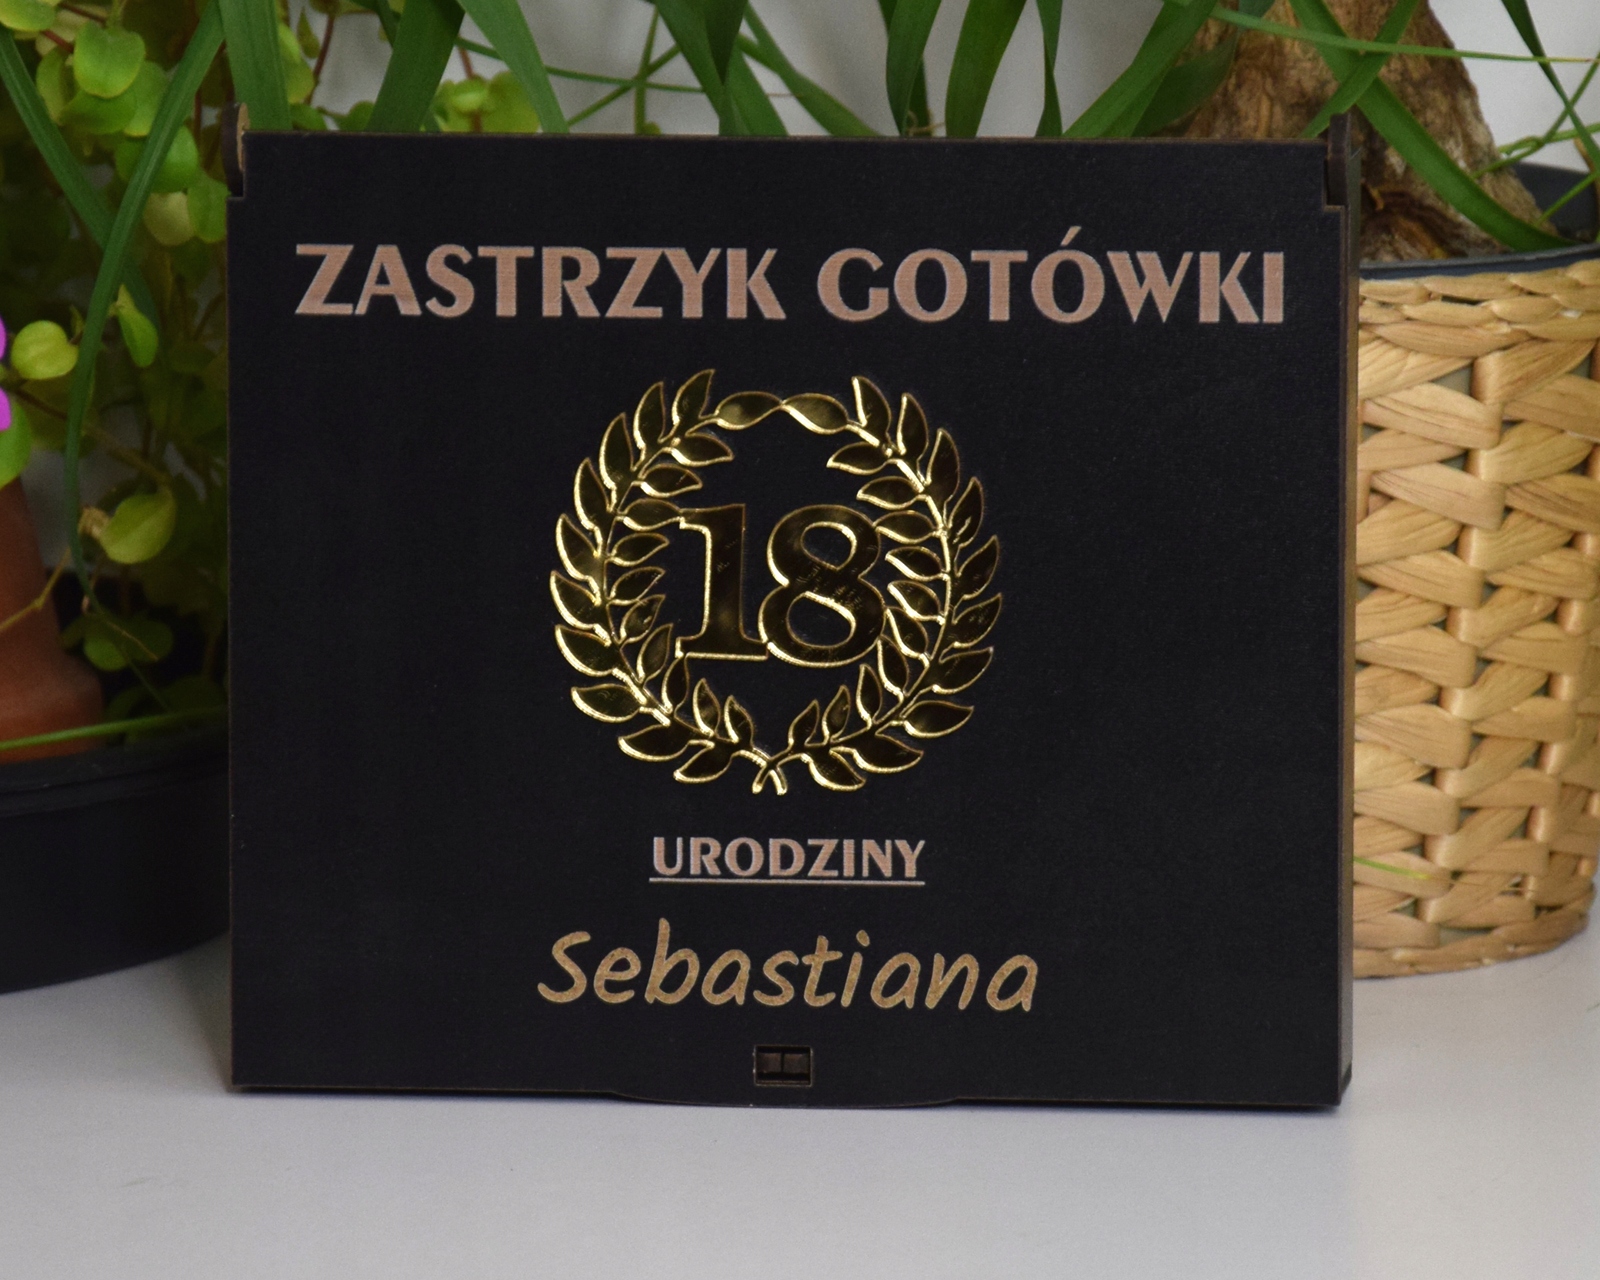 ZASTRZYK GOTÓWKI
18
URODZINY
Sebastiana